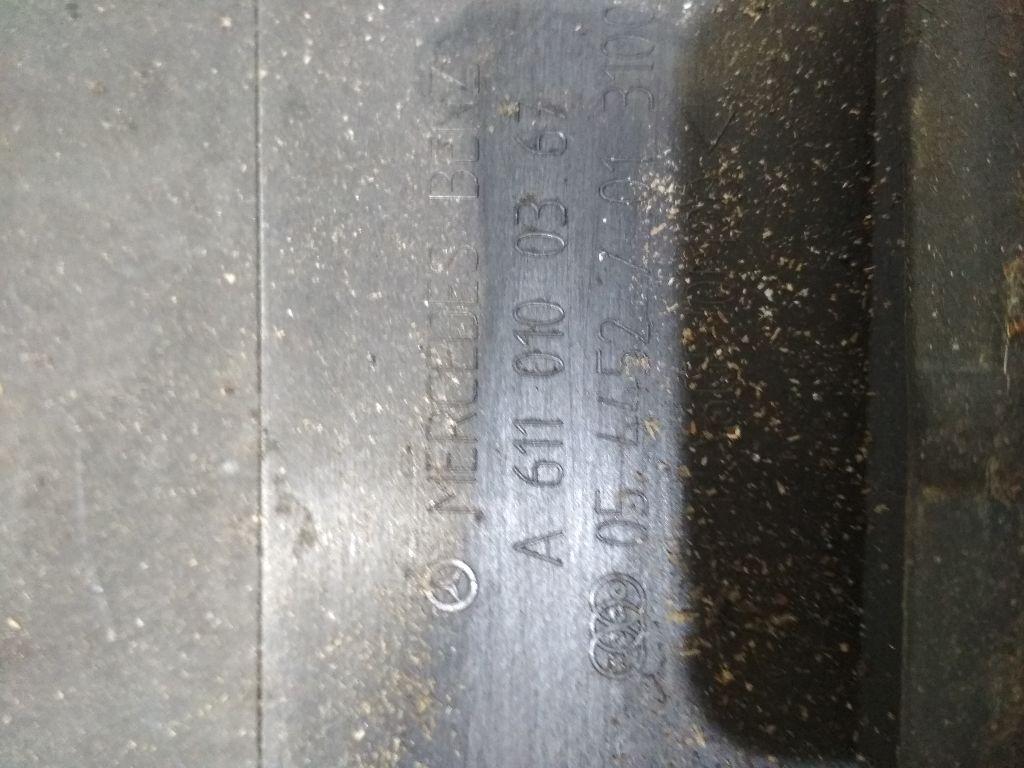 MERCEDES BENZ
A 611 010 03 67
05.4452.7/01 3100